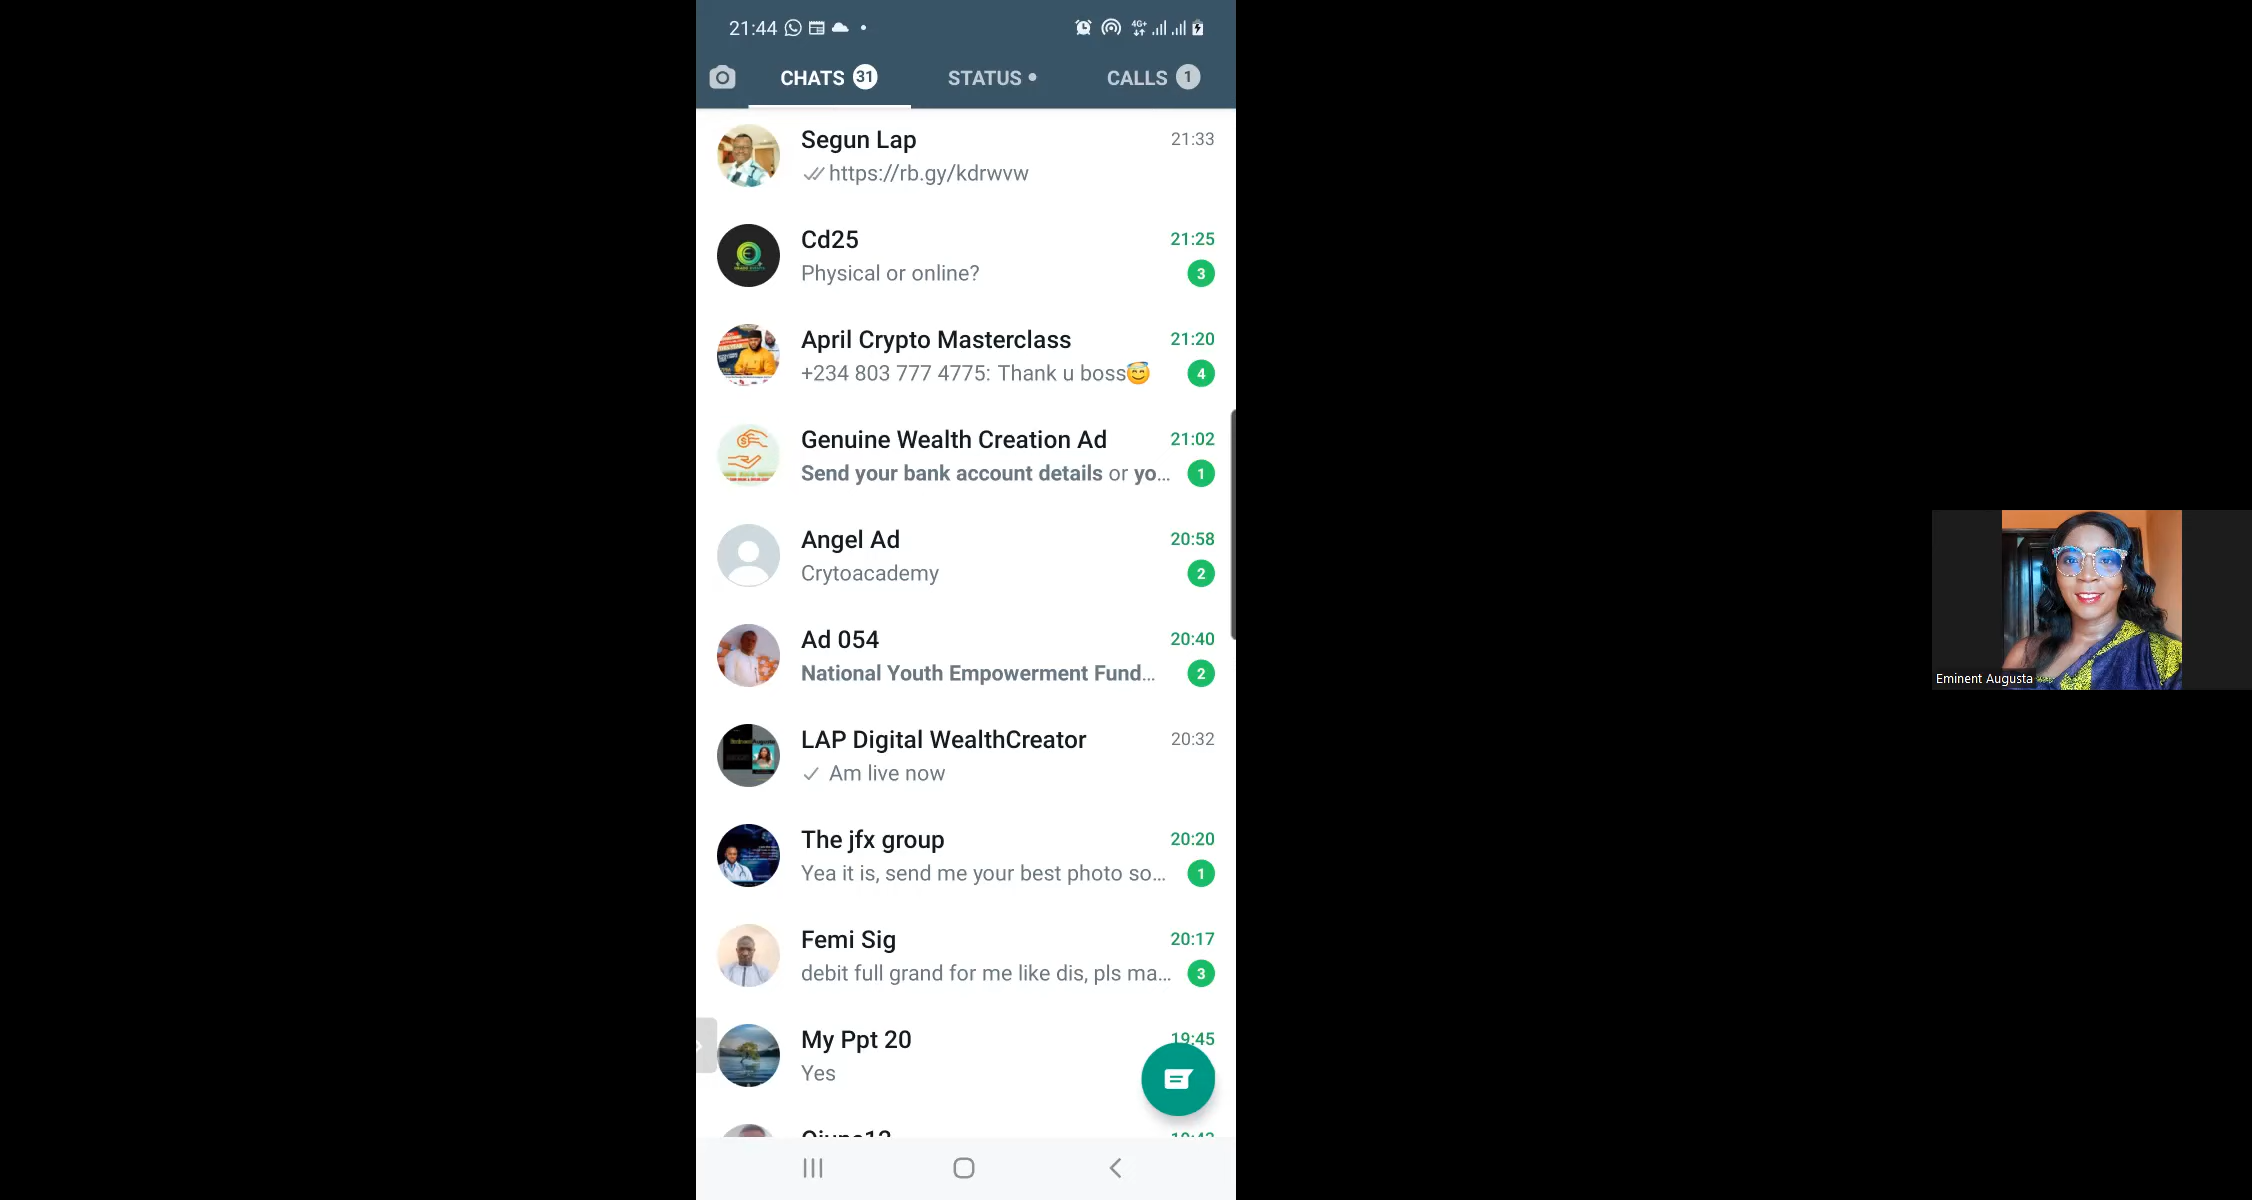 21:44
4G+
CHATS 31
STATUS
CALLS 1
Segun Lap 21:33
https://rb.gy/kdrwvw
Cd25 21:25
Physical or online? 3
April Crypto Masterclass 21:20
+234 803 777 4775: Thank u boss😇 4
Genuine Wealth Creation Ad 21:02
Send your bank account details or yo... 1
Angel Ad 20:58
Crytoacademy 2
Ad 054 20:40
National Youth Empowerment Fund... 2
LAP Digital WealthCreator 20:32
Am live now
The jfx group 20:20
Yea it is, send me your best photo so... 1
Femi Sig 20:17
debit full grand for me like dis, pls ma... 3
My Ppt 20 19:45
Yes
Eminent Augusta